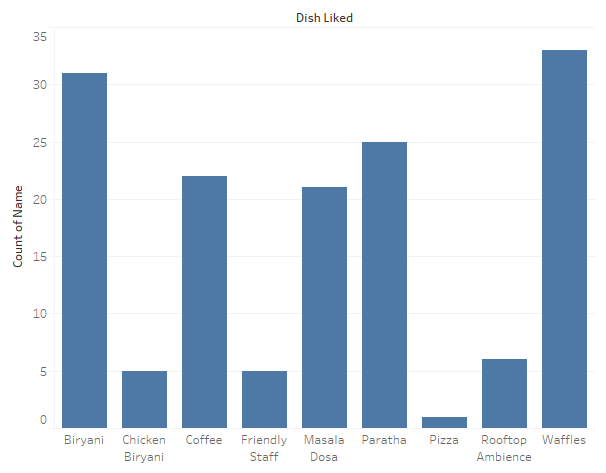 Dish Liked
Count of Name
35
30
25
20
15
10
5
0
Biryani
Chicken
Biryani
Coffee
Friendly
Staff
Masala
Dosa
Paratha
Pizza
Rooftop
Ambience
Waffles